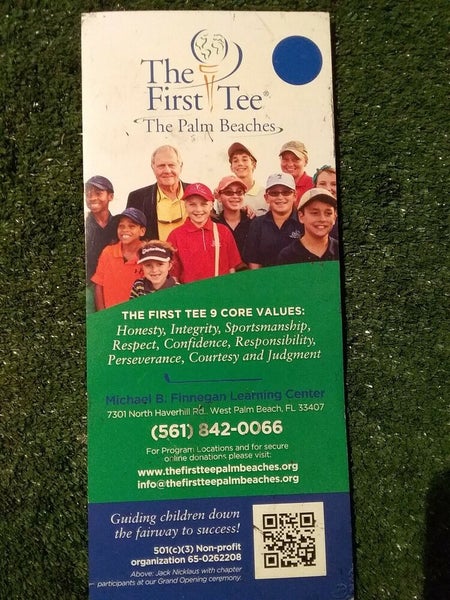 The
First Tee®
The Palm Beaches
THE FIRST TEE 9 CORE VALUES:
Honesty, Integrity, Sportsmanship,
Respect, Confidence, Responsibility,
Perseverance, Courtesy and Judgment
Michael B. Finnegan Learning Center
7301 North Haverhill Rd., West Palm Beach, FL 33407
(561) 842-0066
For Program Locations and for secure
online donations please visit:
www.thefirstteepalmbeaches.org
info@thefirstteepalmbeaches.org
Guiding children down
the fairway to success!
501(c)(3) Non-profit
organization 65-0262208
Above: Jack Nicklaus with chapter
participants at our Grand Opening ceremony.